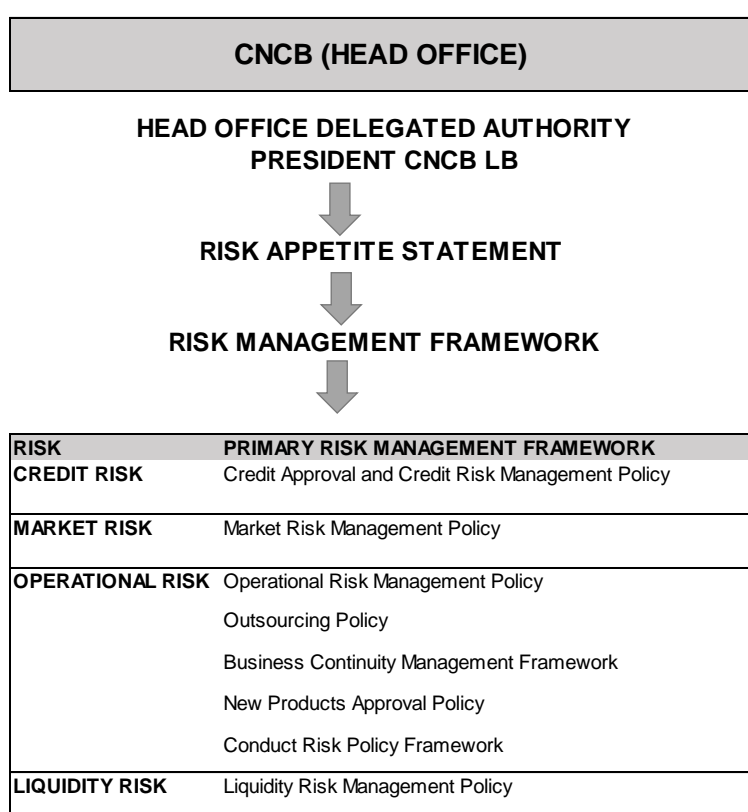 CNCB (HEAD OFFICE)
HEAD OFFICE DELEGATED AUTHORITY
PRESIDENT CNCB LB
RISK APPETITE STATEMENT
RISK MANAGEMENT FRAMEWORK
RISK PRIMARY RISK MANAGEMENT FRAMEWORK
CREDIT RISK Credit Approval and Credit Risk Management Policy
MARKET RISK Market Risk Management Policy
OPERATIONAL RISK Operational Risk Management Policy
Outsourcing Policy
Business Continuity Management Framework
New Products Approval Policy
Conduct Risk Policy Framework
LIQUIDITY RISK Liquidity Risk Management Policy